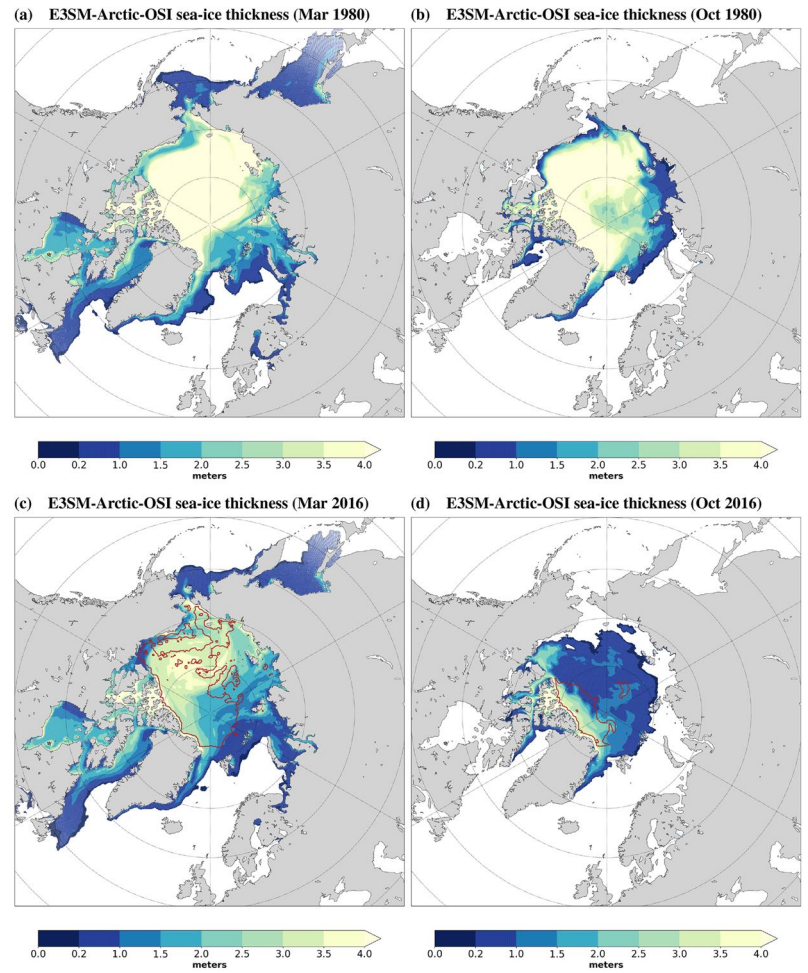 (a) E3SM-Arctic-OSI sea-ice thickness (Mar 1980)
(b) E3SM-Arctic-OSI sea-ice thickness (Oct 1980)
0.0 0.2 1.0 1.5 2.0 2.5 3.0 3.5 4.0
meters
0.0 0.2 1.0 1.5 2.0 2.5 3.0 3.5 4.0
meters
(c) E3SM-Arctic-OSI sea-ice thickness (Mar 2016)
(d) E3SM-Arctic-OSI sea-ice thickness (Oct 2016)
0.0 0.2 1.0 1.5 2.0 2.5 3.0 3.5 4.0
meters
0.0 0.5 1.0 1.5 2.0 2.5 3.0 3.5 4.0
meters